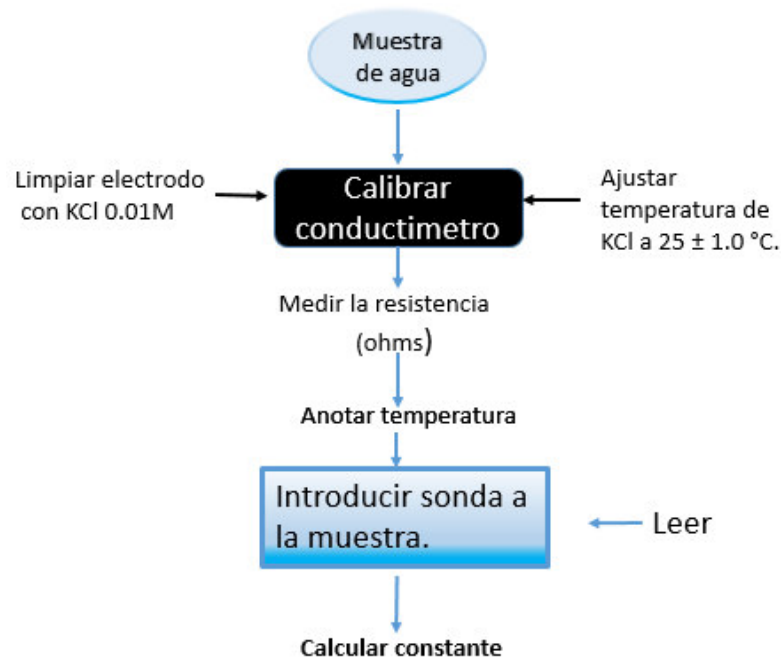 Muestra
de agua
Limpiar electrodo
con KCl 0.01M
Calibrar
conductimetro
Ajustar
temperatura de
KCl a 25 ± 1.0 °C.
Medir la resistencia
(ohms)
Anotar temperatura
Introducir sonda a
la muestra.
Leer
Calcular constante